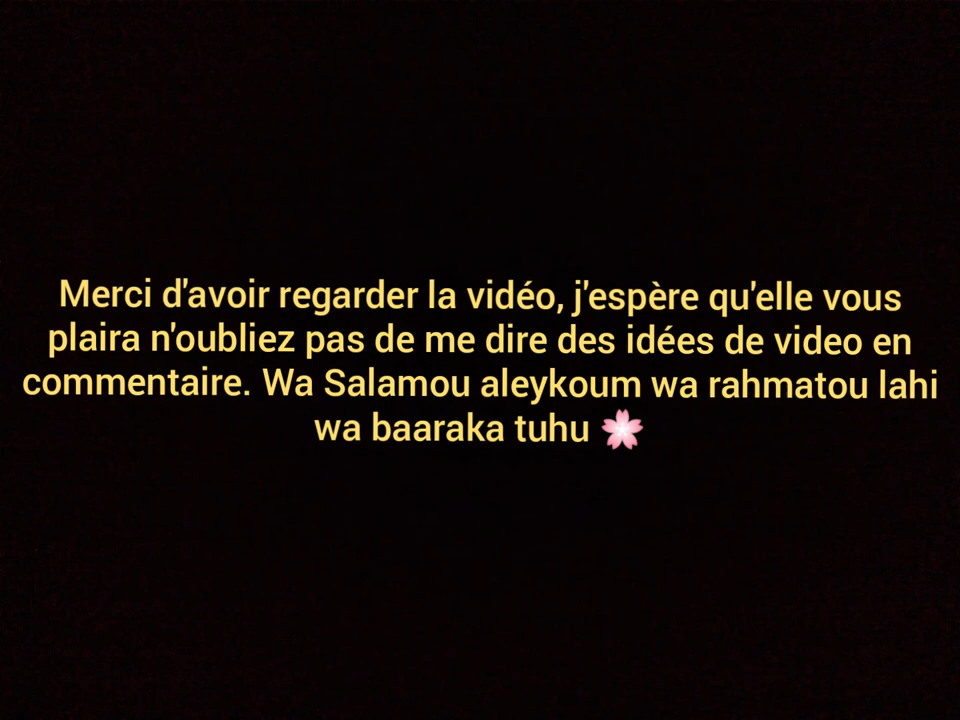 Merci d'avoir regarder la vidéo, j'espère qu'elle vous
plaira n'oubliez pas de me dire des idées de video en
commentaire. Wa Salamou aleykoum wa rahmatou lahi
wa baaraka tuhu 🌸